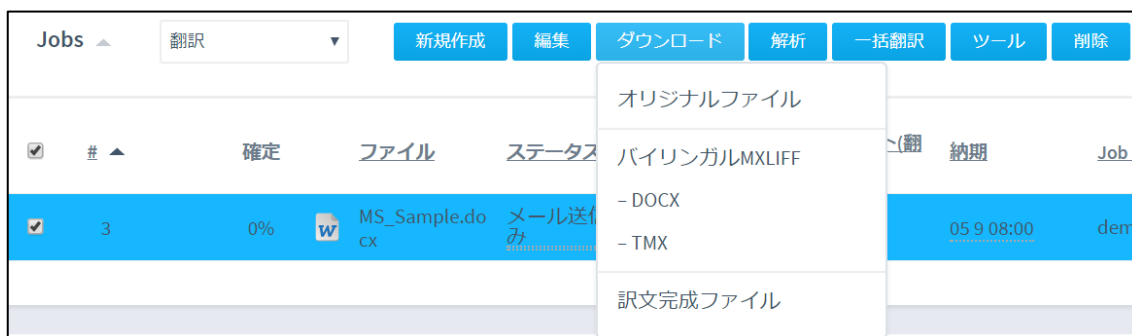 Jobs 翻訳 新規作成 編集 ダウンロード 解析 一括翻訳 ツール 削除
オリジナルファイル
# 確定 ファイル ステータス ト(翻 納期 Job
バイリンガルMXLIFF
– DOCX
3 0% MS_Sample.do メール送信 05 9 08:00 dem
cx み
– TMX
訳文完成ファイル